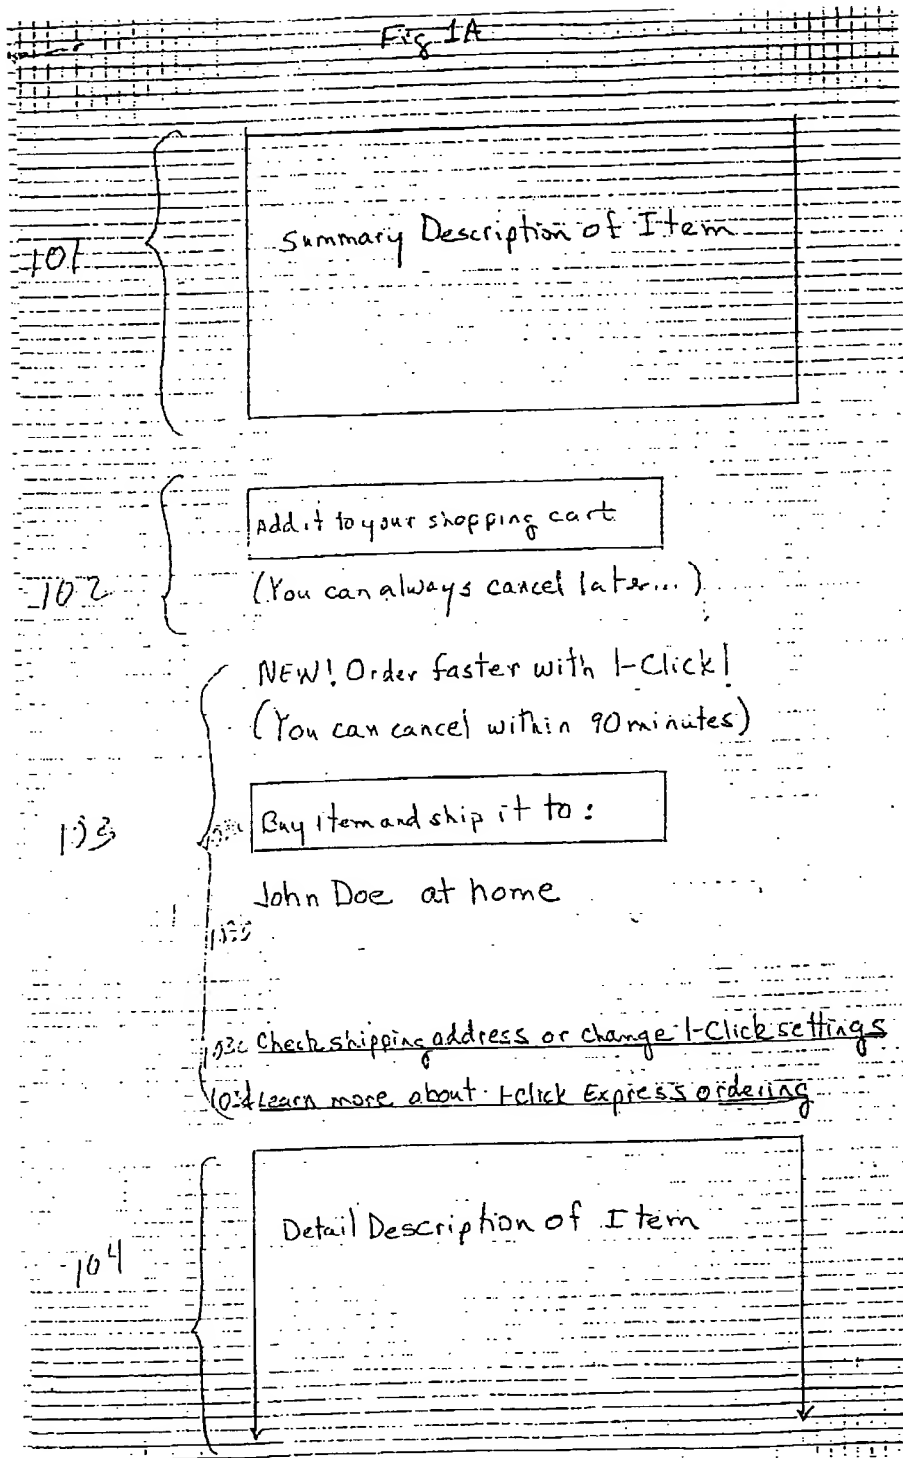 Fig 1A
101
Summary Description of Item
Add it to your shopping cart
102
(You can always cancel later...)
NEW! Order faster with 1-Click!
(You can cancel within 90 minutes)
103
Buy item and ship it to:
John Doe at home
103c Check shipping address or change 1-Click settings
103d Learn more about 1-Click Express ordering
104
Detail Description of Item